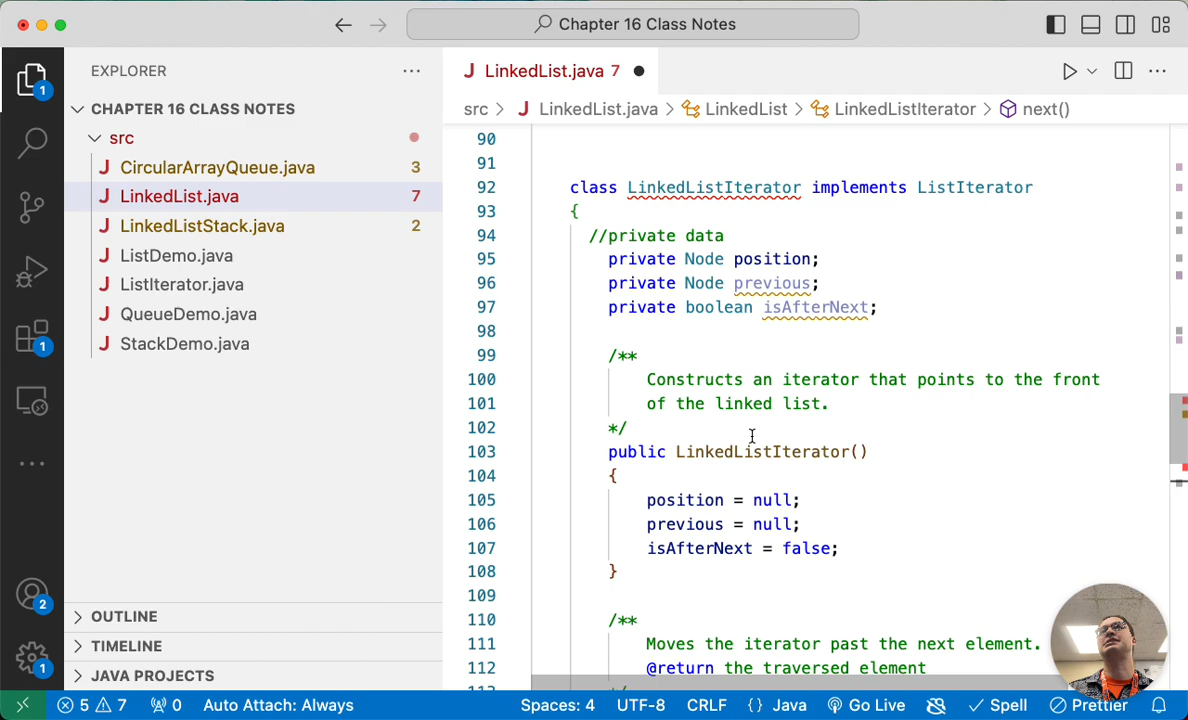 Chapter 16 Class Notes
EXPLORER
LinkedList.java 7
src > LinkedList.java > LinkedList > LinkedListIterator > next()
CHAPTER 16 CLASS NOTES
src
CircularArrayQueue.java 3
LinkedList.java 7
LinkedListStack.java 2
ListDemo.java
ListIterator.java
QueueDemo.java
StackDemo.java
OUTLINE
TIMELINE
JAVA PROJECTS
1
1
2
1
90
91
92 class LinkedListIterator implements ListIterator
93 {
94 //private data
95 private Node position;
96 private Node previous;
97 private boolean isAfterNext;
98
99 /**
100 Constructs an iterator that points to the front
101 of the linked list.
102 */
103 public LinkedListIterator()
104 {
105 position = null;
106 previous = null;
107 isAfterNext = false;
108 }
109
110 /**
111 Moves the iterator past the next element.
112 @return the traversed element
5 7 0 Auto Attach: Always Spaces: 4 UTF-8 CRLF {} Java Go Live Spell Prettier